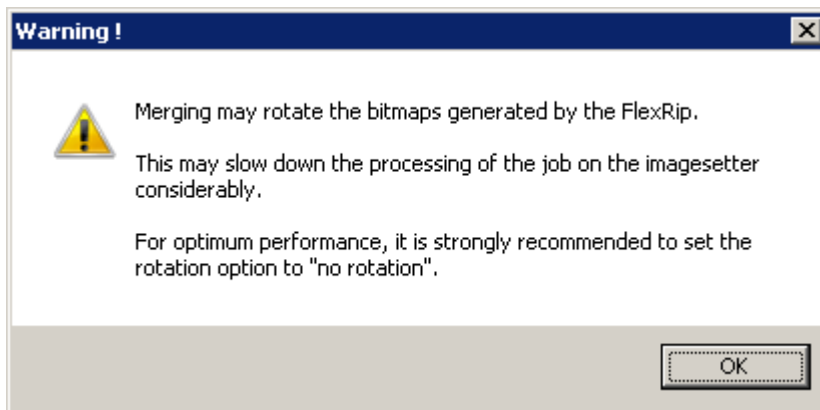 Warning !
Merging may rotate the bitmaps generated by the FlexRip.
This may slow down the processing of the job on the imagesetter
considerably.
For optimum performance, it is strongly recommended to set the
rotation option to "no rotation".
OK